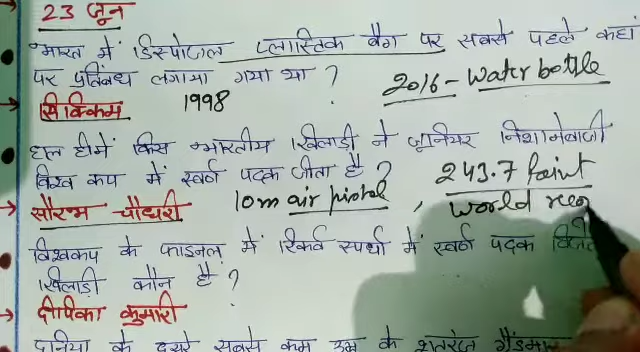 23 जून
भारत में डिस्पोजल प्लास्टिक बैग पर सबसे पहले कहां
पर प्रतिबंध लगाया गया था ? 2016 - Water bottle
सिक्किम 1998
हाल ही में किस भारतीय खिलाड़ी ने जूनियर निशानेबाजी
विश्व कप में स्वर्ण पदक जीता है ? 243.7 point
सौरभ चौधरी 10m air pistol, world reco
विश्वकप के फाइनल में रिकर्व स्पर्धा में स्वर्ण पदक
खिलाड़ी कौन है ?
दीपिका कुमारी
दुनिया के दूसरे सबसे कम उम्र के शतरंज